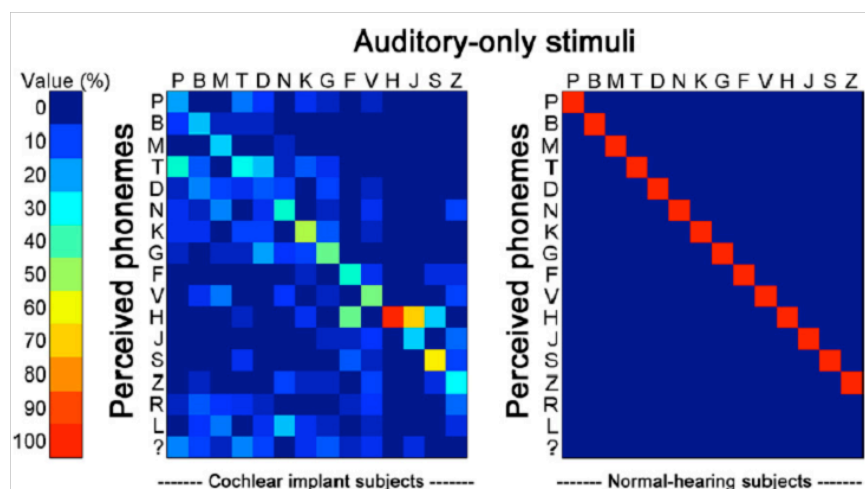 Auditory-only stimuli
Value (%)
0
10
20
30
40
50
60
70
80
90
100
Perceived phonemes
P B M T D N K G F V H J S Z
P
B
M
T
D
N
K
G
F
V
H
J
S
Z
R
L
?
------- Cochlear implant subjects -------
Perceived phonemes
P B M T D N K G F V H J S Z
P
B
M
T
D
N
K
G
F
V
H
J
S
Z
R
L
?
------- Normal-hearing subjects -------